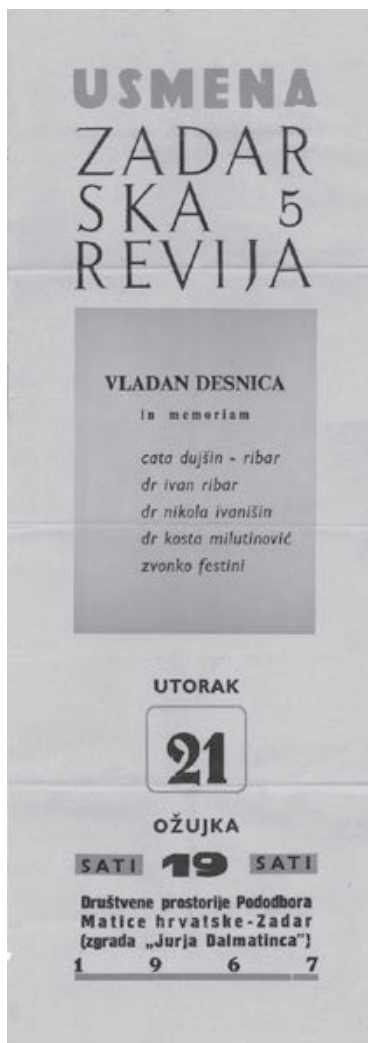 USMENA
ZADAR
SKA 5
REVIJA
VLADAN DESNICA
in memoriam
cata dujšin - ribar
dr ivan ribar
dr nikola ivanišin
dr kosta milutinović
zvonko festini
UTORAK
21
OŽUJKA
SATI 19 SATI
Društvene prostorije Pododbora
Matice hrvatske-Zadar
(zgrada „Jurja Dalmatinca")
1 9 6 7